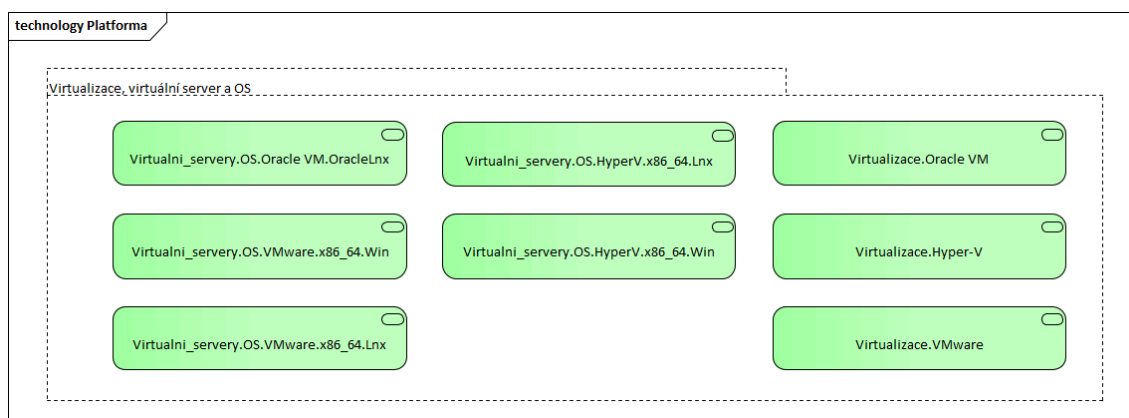 technology Platforma
Virtualizace, virtuální server a OS
Virtualni_servery.OS.Oracle VM.OracleLnx
Virtualni_servery.OS.HyperV.x86_64.Lnx
Virtualizace.Oracle VM
Virtualni_servery.OS.VMware.x86_64.Win
Virtualni_servery.OS.HyperV.x86_64.Win
Virtualizace.Hyper-V
Virtualni_servery.OS.VMware.x86_64.Lnx
Virtualizace.VMware